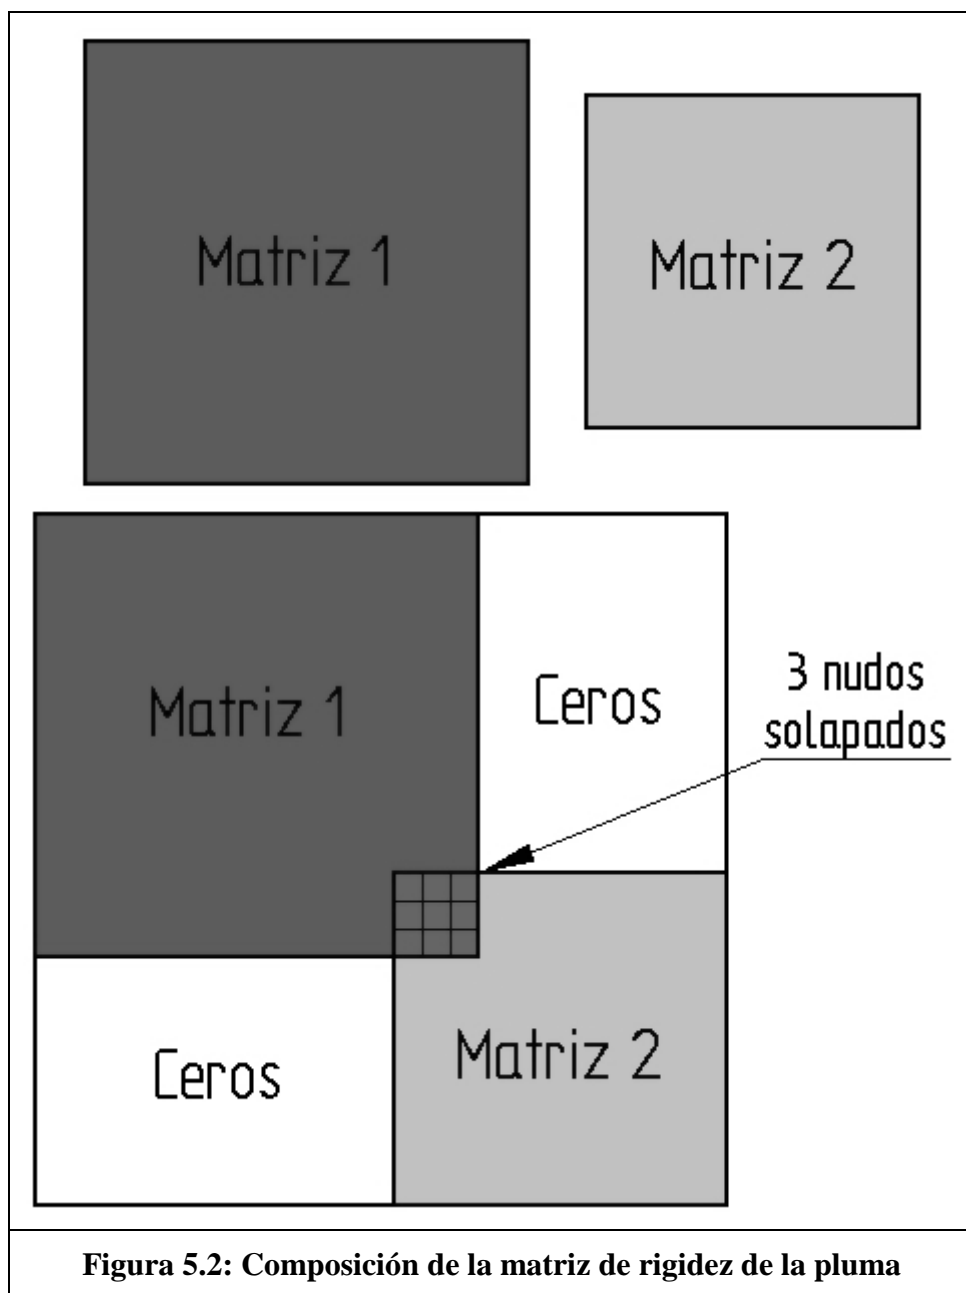 Matriz 1
Matriz 2
Matriz 1
Ceros
3 nudos
solapados
Ceros
Matriz 2
Figura 5.2: Composición de la matriz de rigidez de la pluma